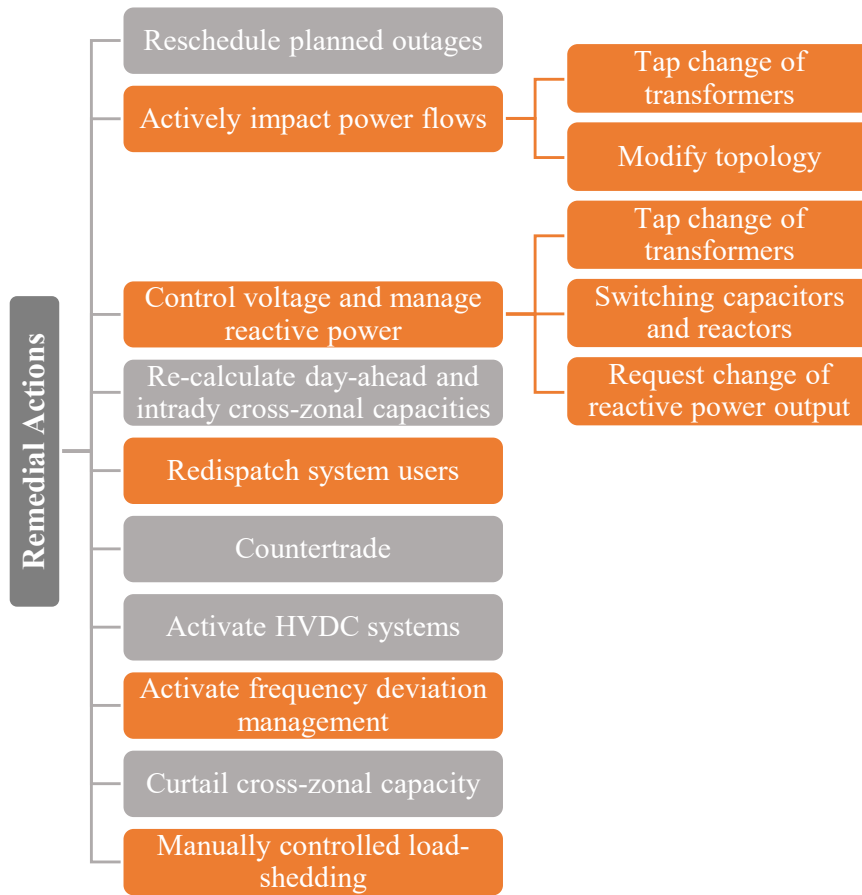 Remedial Actions
Reschedule planned outages
Actively impact power flows
Tap change of
transformers
Modify topology
Control voltage and manage
reactive power
Tap change of
transformers
Switching capacitors
and reactors
Request change of
reactive power output
Re-calculate day-ahead and
intrady cross-zonal capacities
Redispatch system users
Countertrade
Activate HVDC systems
Activate frequency deviation
management
Curtail cross-zonal capacity
Manually controlled load-
shedding